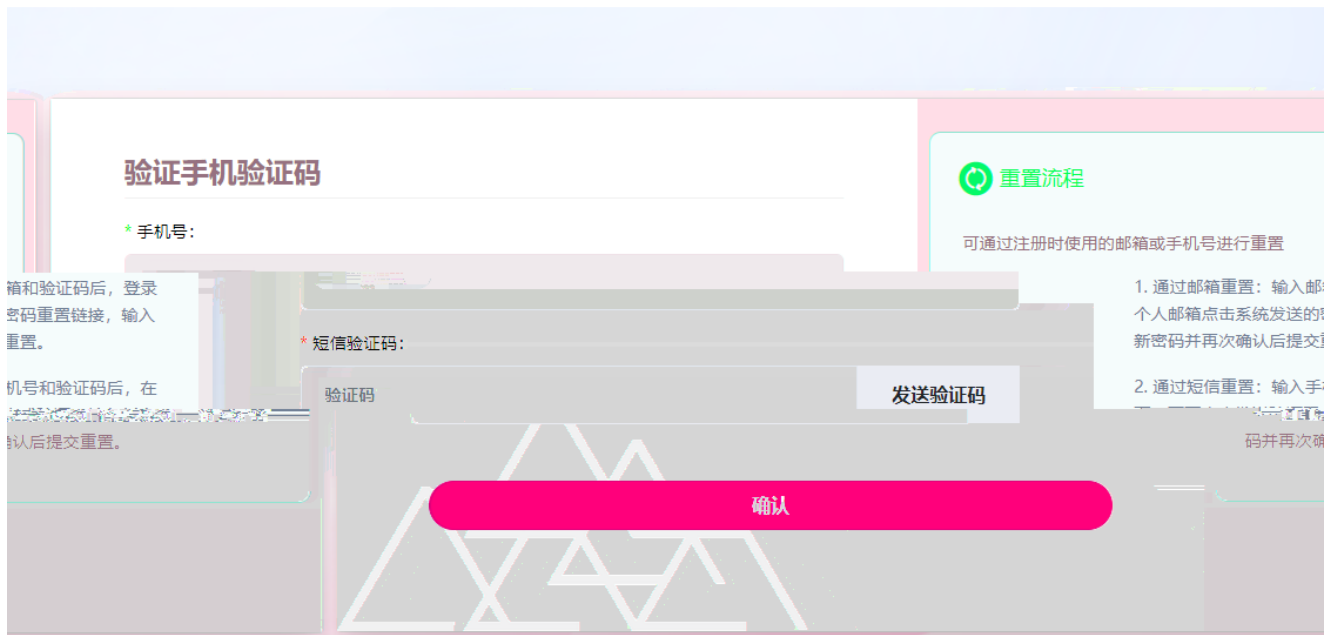 验证手机验证码
* 手机号：
* 短信验证码：
验证码
发送验证码
确认
重置流程
可通过注册时使用的邮箱或手机号进行重置
1. 通过邮箱重置：输入邮
个人邮箱点击系统发送的
新密码并再次确认后提交
2. 通过短信重置：输入手
码并再次确
箱和验证码后，登录
密码重置链接，输入
重置。
机号和验证码后，在
确认后提交重置。